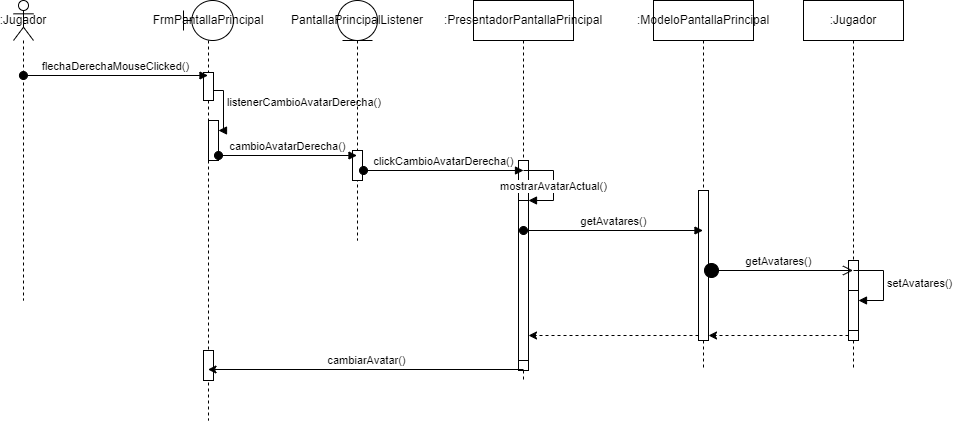 :Jugador
FrmPantallaPrincipal
PantallaPrincipalListener
:PresentadorPantallaPrincipal
:ModeloPantallaPrincipal
:Jugador
flechaDerechaMouseClicked()
listenerCambioAvatarDerecha()
cambioAvatarDerecha()
clickCambioAvatarDerecha()
mostrarAvatarActual()
getAvatares()
getAvatares()
setAvatares()
cambiarAvatar()